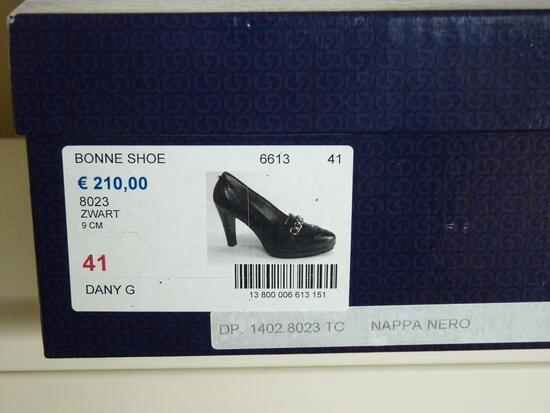 BONNE SHOE 6613 41
€ 210,00
8023
ZWART
9 CM
41
DANY G
13 800 006 613 151
DP. 1402.8023 TC NAPPA NERO